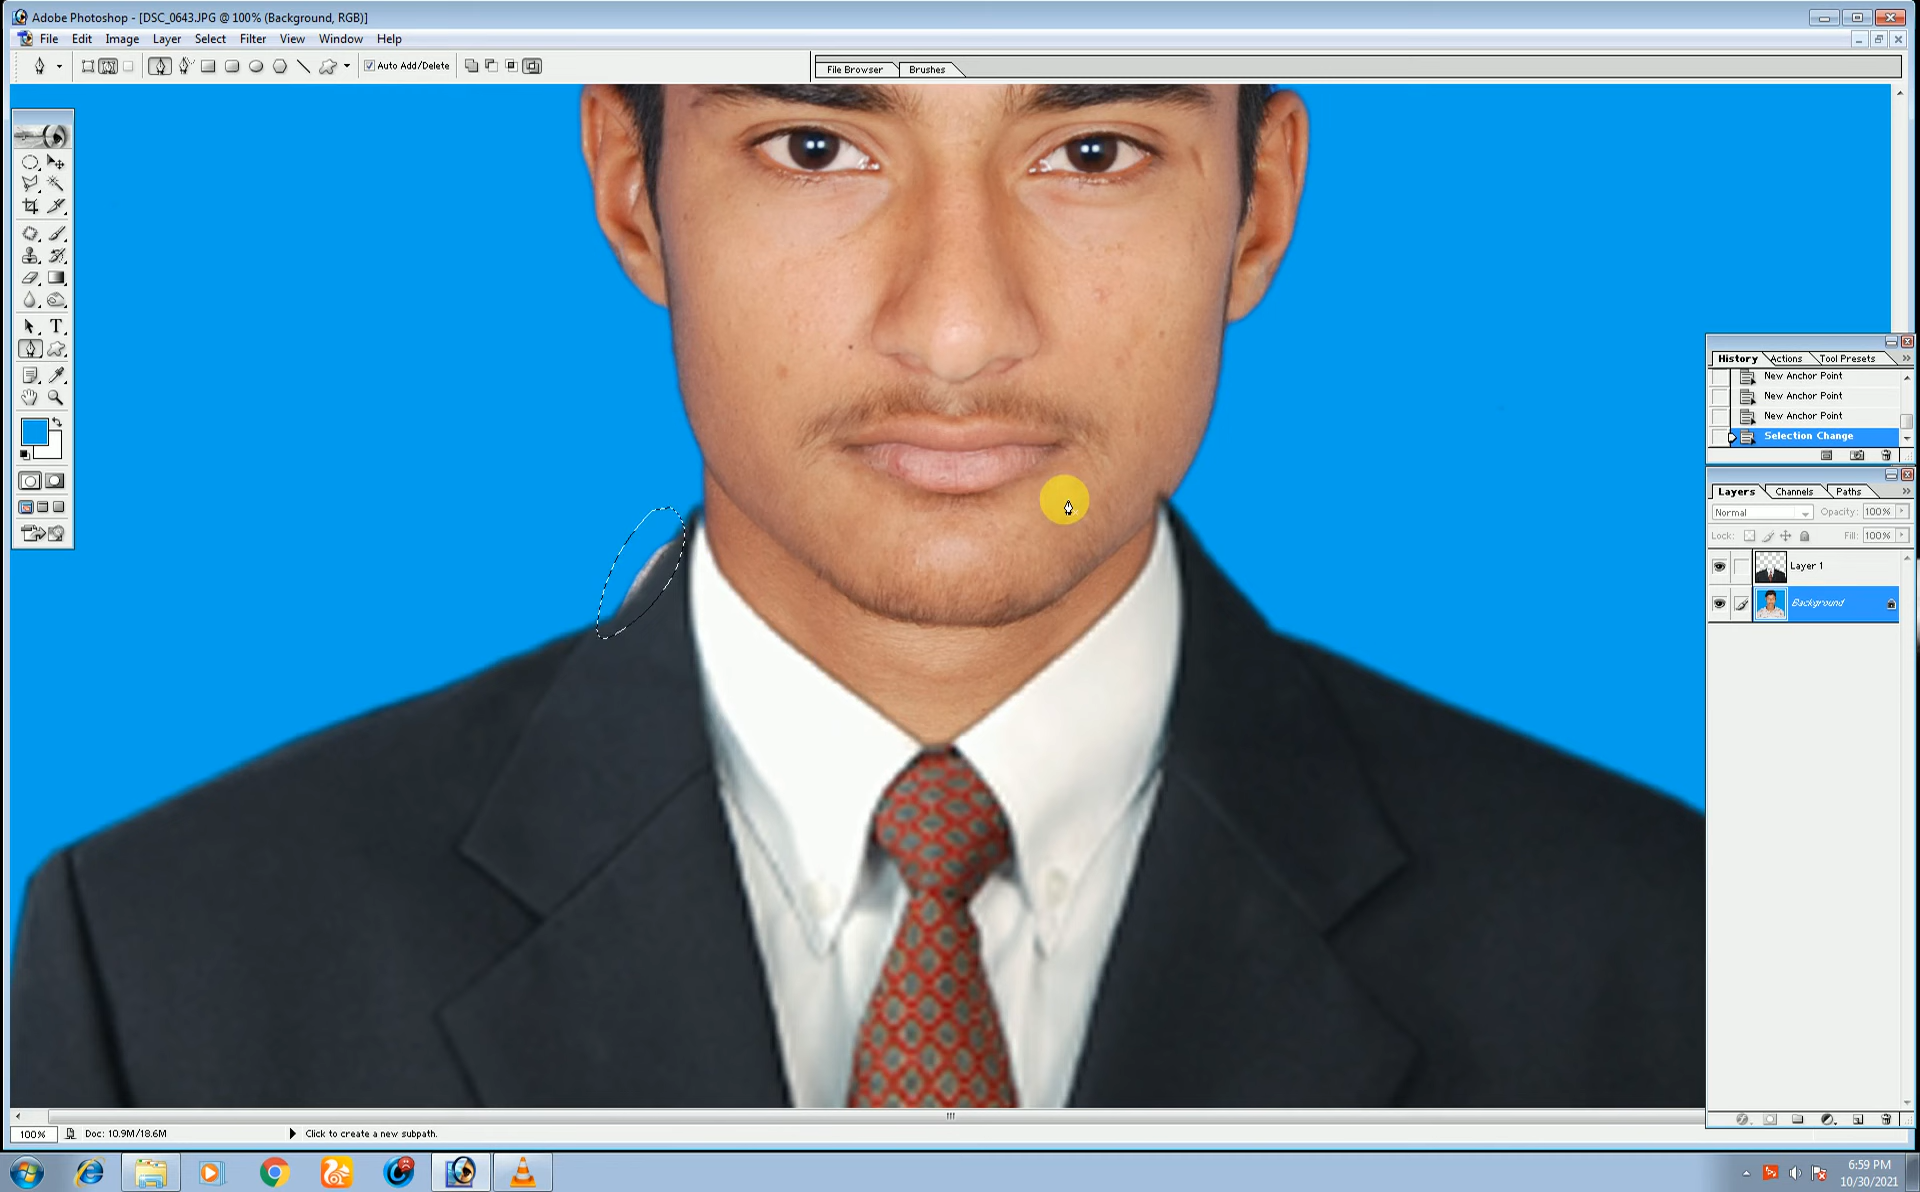 Adobe Photoshop - [DSC_0643.JPG @ 100% (Background, RGB)]
File Edit Image Layer Select Filter View Window Help
Auto Add/Delete
File Browser Brushes
T
History Actions Tool Presets
New Anchor Point
New Anchor Point
New Anchor Point
Selection Change
Layers Channels Paths
Normal Opacity: 100%
Lock: Fill: 100%
Layer 1
Background
100% Doc: 10.9M/18.6M Click to create a new subpath.
6:59 PM
10/30/2021